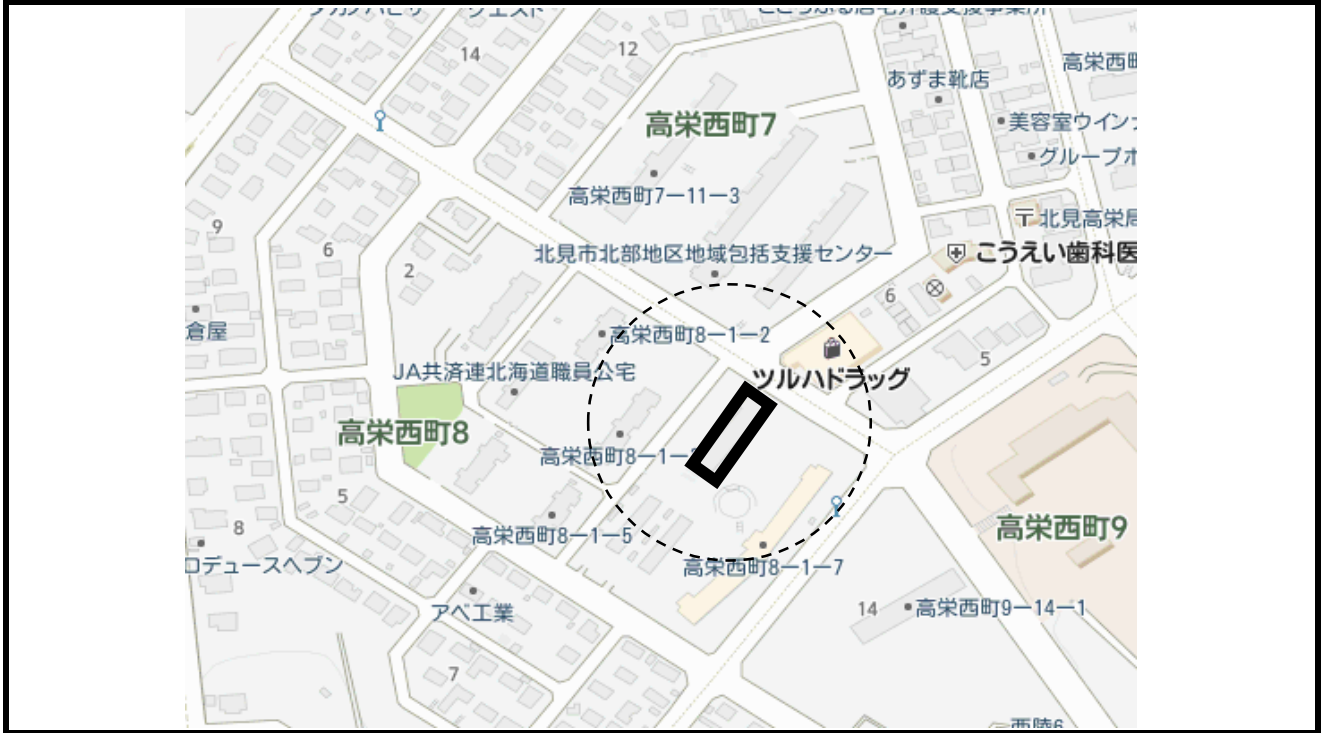 クエスト
12
14
高栄西町
あずま靴店
高栄西町7
美容室ウイン
グループホ
高栄西町7ー11ー3
9
〒北見高栄局
6
北見市北部地区地域包括支援センター
こうえい歯科医
2
6
倉屋
高栄西町8ー1ー2
5
JA共済連北海道職員公宅
ツルハドラッグ
高栄西町8
高栄西町8ー1ー
5
8
高栄西町9
高栄西町8ー1ー5
ロデュースヘブン
高栄西町8ー1ー7
アベ工業
14
高栄西町9ー14ー1
7